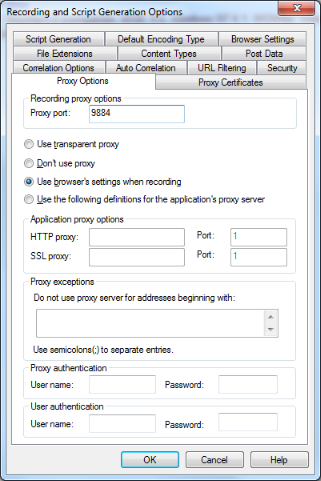 Recording and Script Generation Options
Script Generation Default Encoding Type Browser Settings
File Extensions Content Types Post Data
Correlation Options Auto Correlation URL Filtering Security
Proxy Options Proxy Certificates
Recording proxy options
Proxy port: 9884
Use transparent proxy
Don't use proxy
Use browser's settings when recording
Use the following definitions for the application's proxy server
Application proxy options
HTTP proxy: Port: 1
SSL proxy: Port: 1
Proxy exceptions
Do not use proxy server for addresses beginning with:
Use semicolons(;) to separate entries.
Proxy authentication
User name: Password:
User authentication
User name: Password:
OK Cancel Help